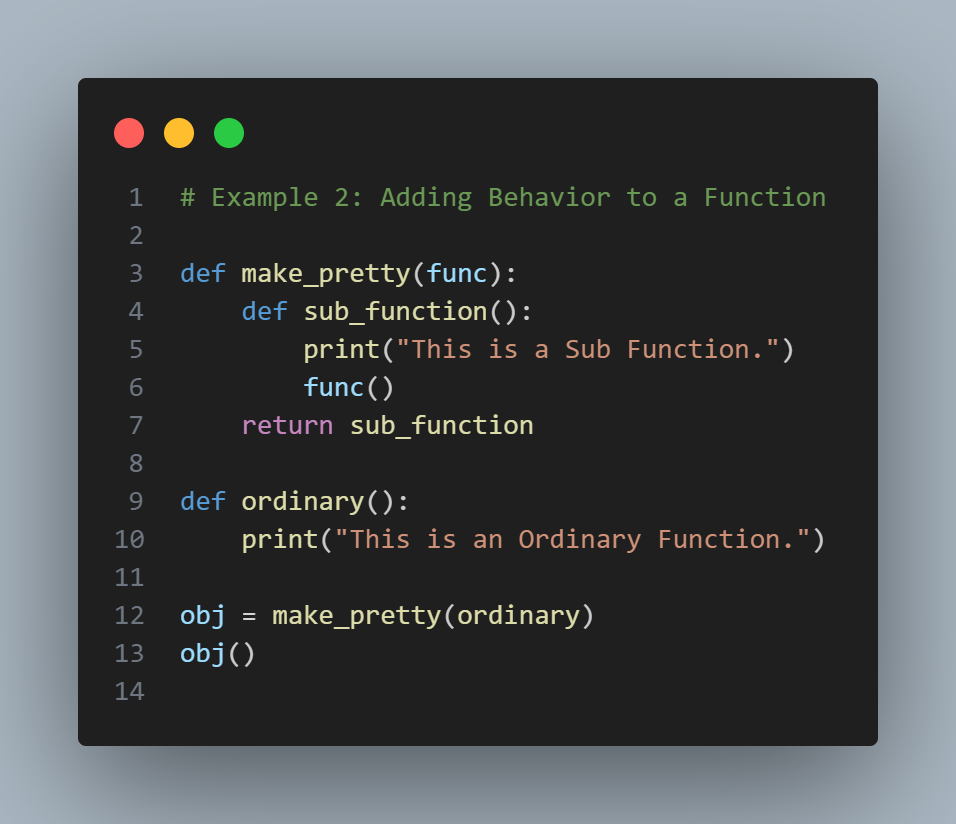 1 # Example 2: Adding Behavior to a Function
2
3 def make_pretty(func):
4     def sub_function():
5         print("This is a Sub Function.")
6         func()
7     return sub_function
8
9 def ordinary():
10     print("This is an Ordinary Function.")
11
12 obj = make_pretty(ordinary)
13 obj()
14